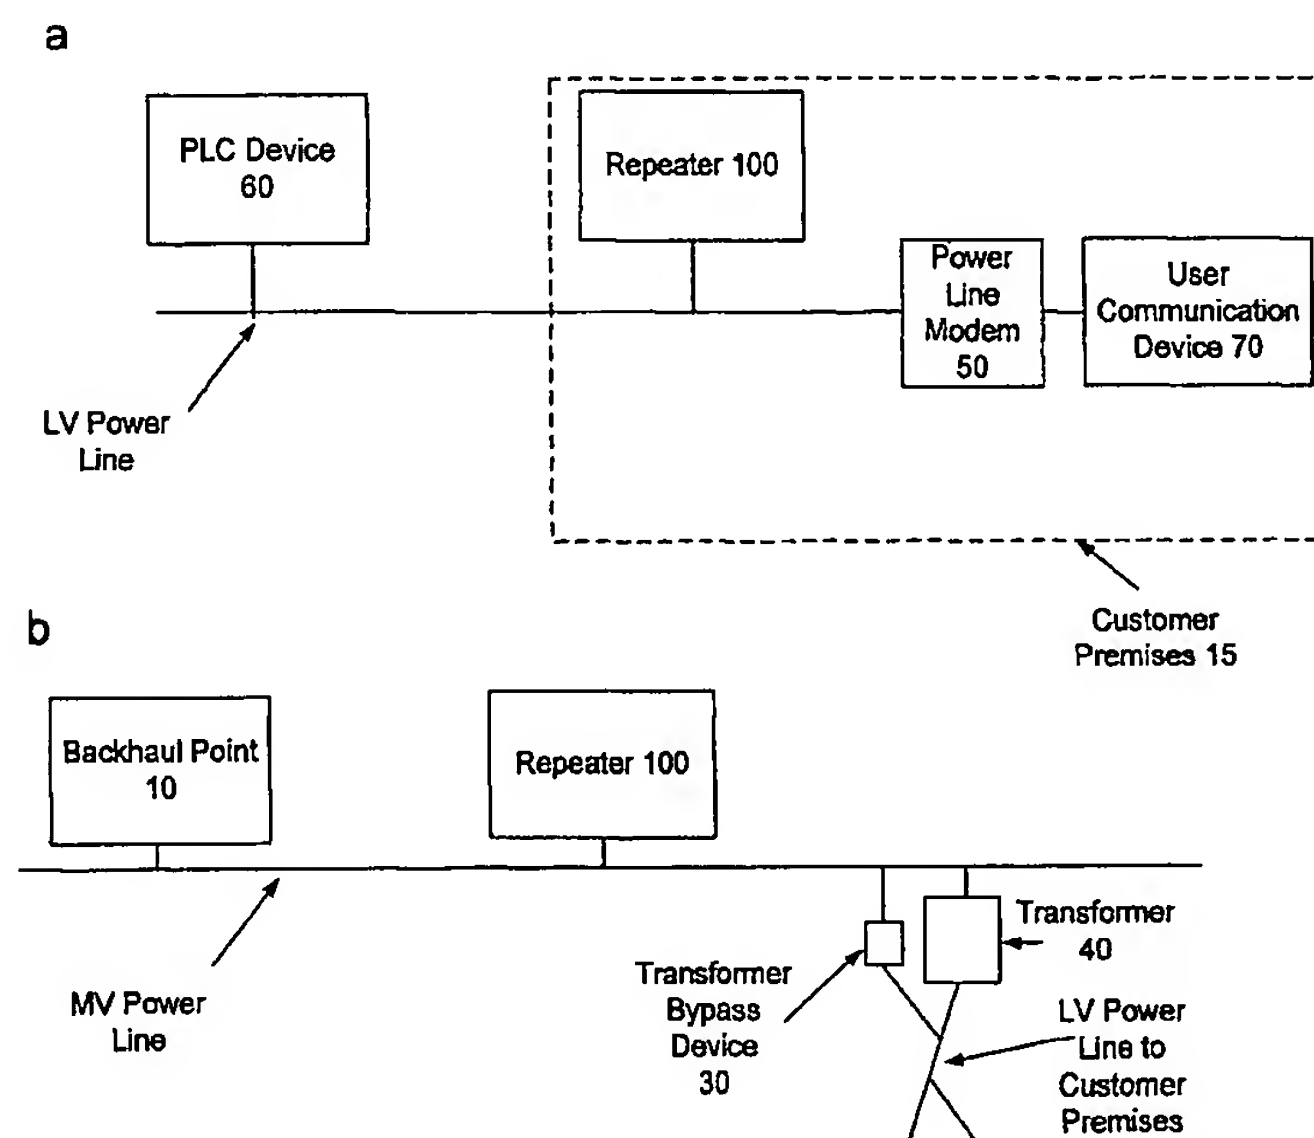 a
PLC Device
60
Repeater 100
Power
Line
Modem
50
User
Communication
Device 70
LV Power
Line
Customer
Premises 15
b
Backhaul Point
10
Repeater 100
MV Power
Line
Transformer
Bypass
Device
30
Transformer
40
LV Power
Line to
Customer
Premises